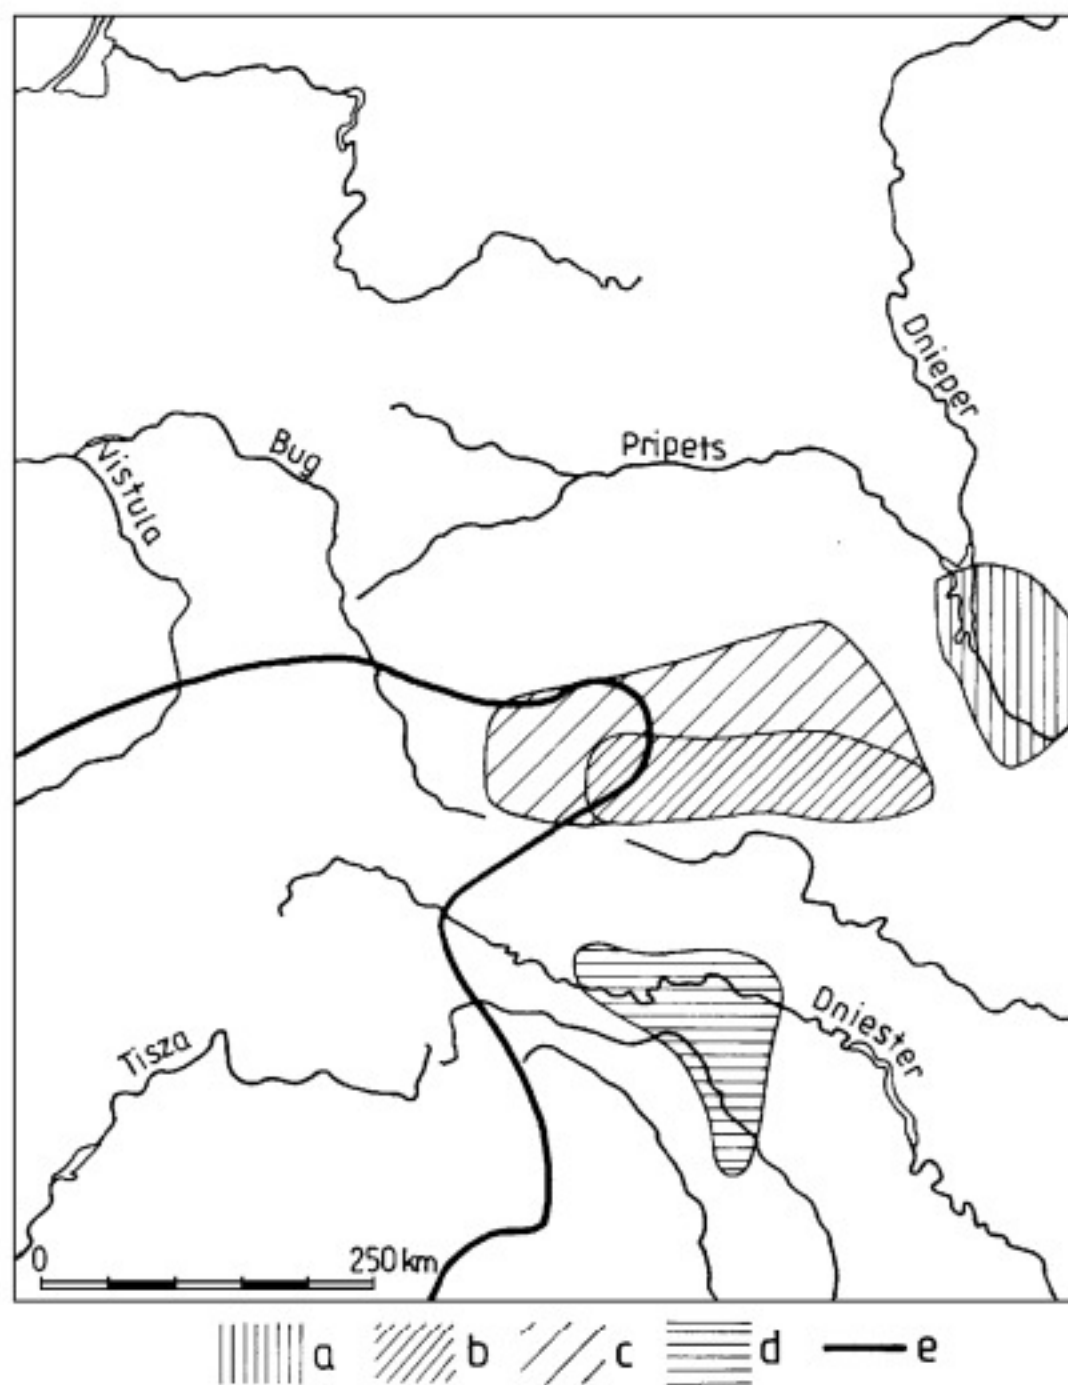 Dnieper
Bug
Pripets
Vistula
Dniester
Tisza
0 250 km
a b c d e